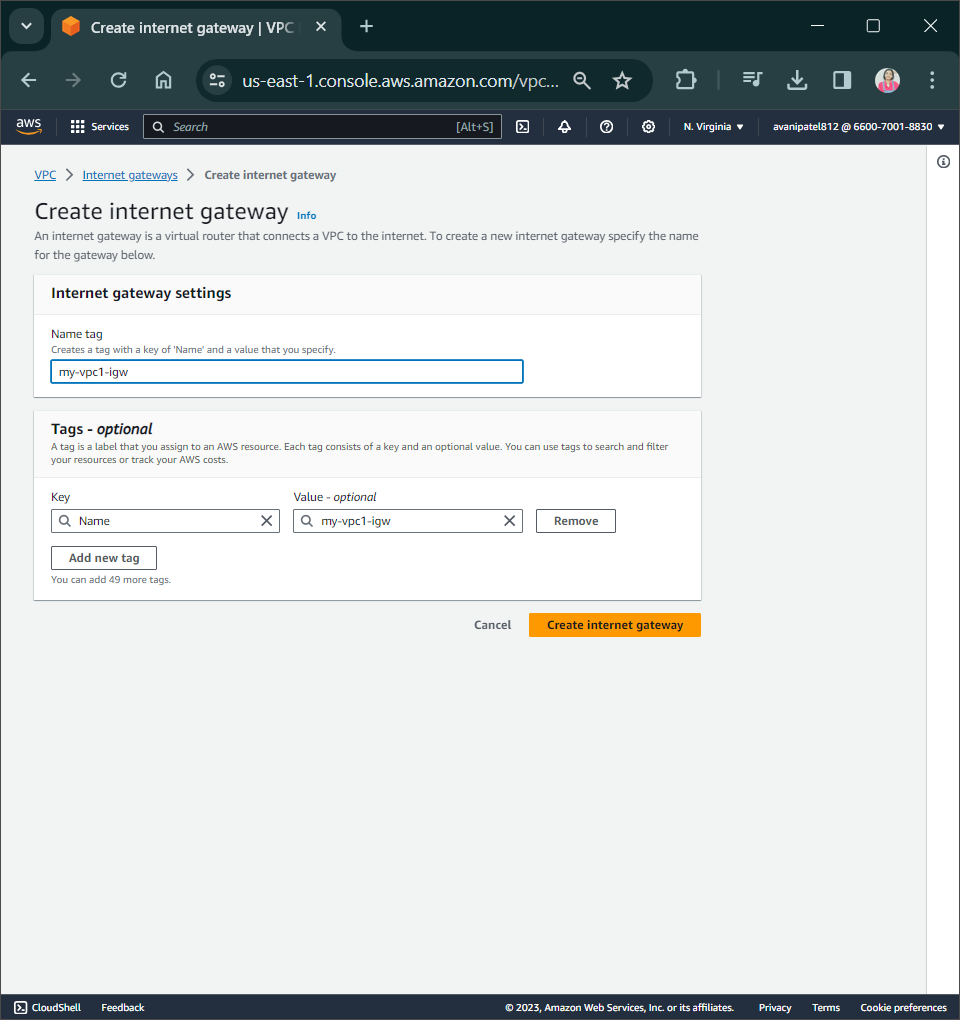 Create internet gateway | VPC
us-east-1.console.aws.amazon.com/vpc...
aws
Services
Search
[Alt+S]
N. Virginia
avanipatel812 @ 6600-7001-8830
VPC > Internet gateways > Create internet gateway
Create internet gateway Info
An internet gateway is a virtual router that connects a VPC to the internet. To create a new internet gateway specify the name
for the gateway below.
Internet gateway settings
Name tag
Creates a tag with a key of 'Name' and a value that you specify.
my-vpc1-igw
Tags - optional
A tag is a label that you assign to an AWS resource. Each tag consists of a key and an optional value. You can use tags to search and filter
your resources or track your AWS costs.
Key
Value - optional
Name
my-vpc1-igw
Remove
Add new tag
You can add 49 more tags.
Cancel
Create internet gateway
CloudShell
Feedback
© 2023, Amazon Web Services, Inc. or its affiliates.
Privacy
Terms
Cookie preferences